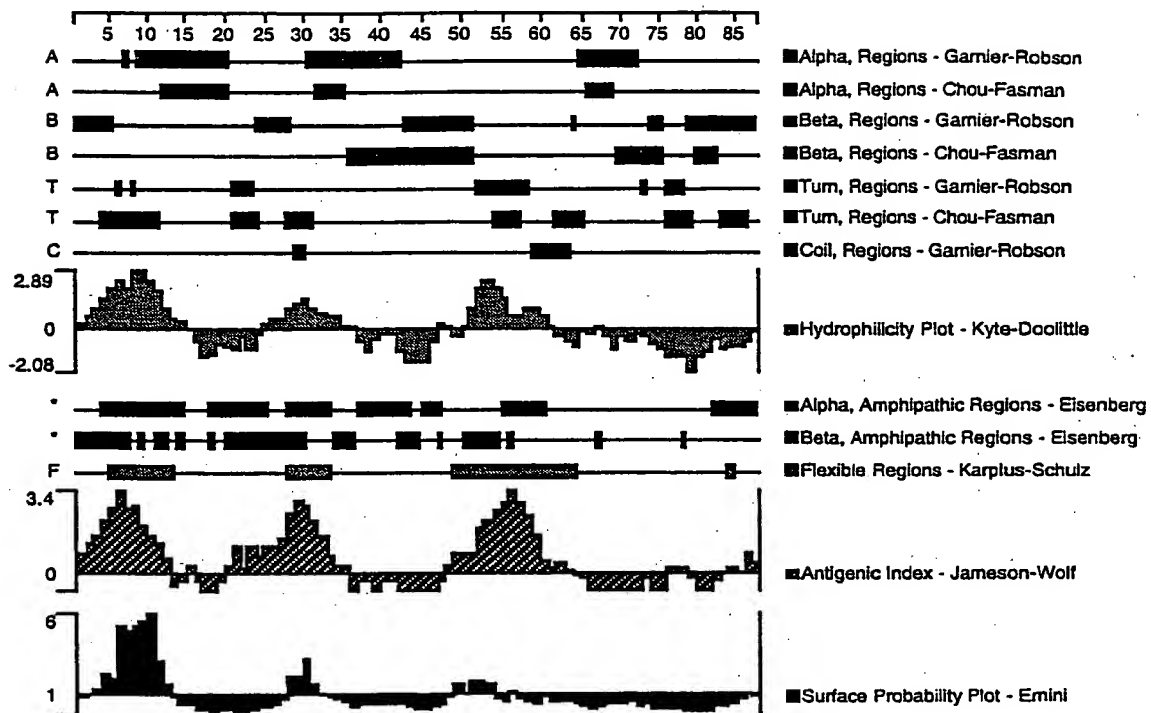 5 10 15 20 25 30 35 40 45 50 55 60 65 70 75 80 85
A Alpha, Regions - Garnier-Robson
A Alpha, Regions - Chou-Fasman
B Beta, Regions - Garnier-Robson
B Beta, Regions - Chou-Fasman
T Turn, Regions - Garnier-Robson
T Turn, Regions - Chou-Fasman
C Coil, Regions - Garnier-Robson
2.89
0 Hydrophilicity Plot - Kyte-Doolittle
-2.08
* Alpha, Amphipathic Regions - Eisenberg
* Beta, Amphipathic Regions - Eisenberg
F Flexible Regions - Karplus-Schulz
3.4
0 Antigenic Index - Jameson-Wolf
6
1 Surface Probability Plot - Emini